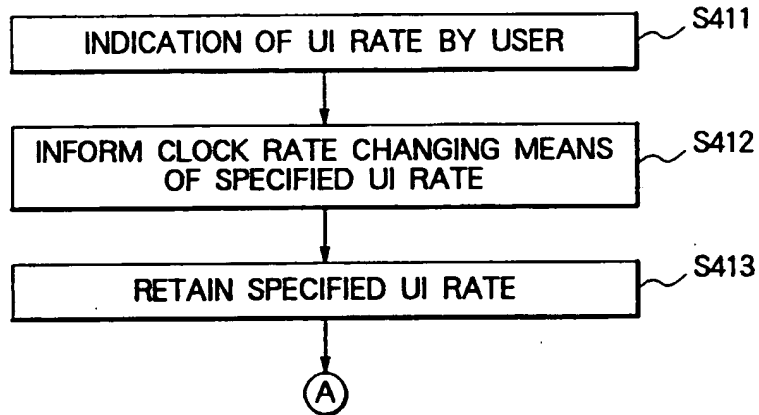 INDICATION OF UI RATE BY USER
S411
INFORM CLOCK RATE CHANGING MEANS
OF SPECIFIED UI RATE
S412
RETAIN SPECIFIED UI RATE
S413
A